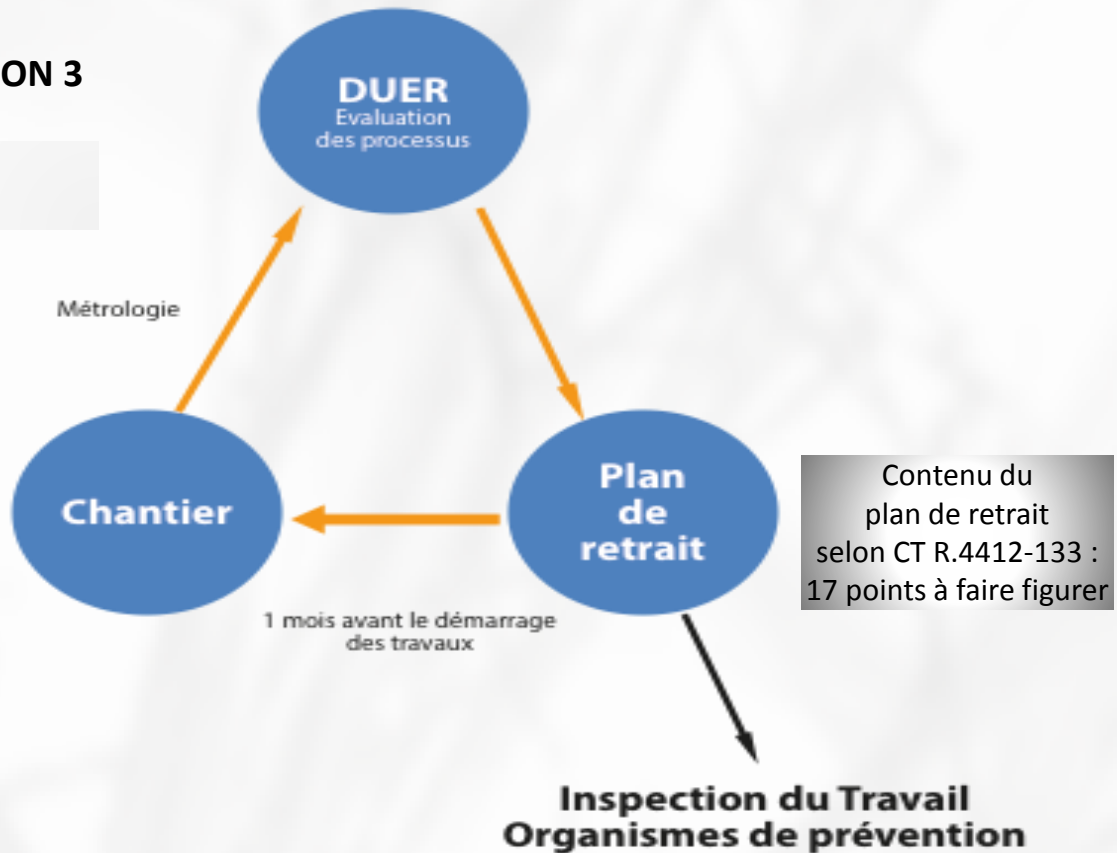 ON 3
DUER
Evaluation
des processus
Métrologie
Chantier
Plan
de
retrait
Contenu du
plan de retrait
selon CT R.4412-133 :
17 points à faire figurer
1 mois avant le démarrage
des travaux
Inspection du Travail
Organismes de prévention